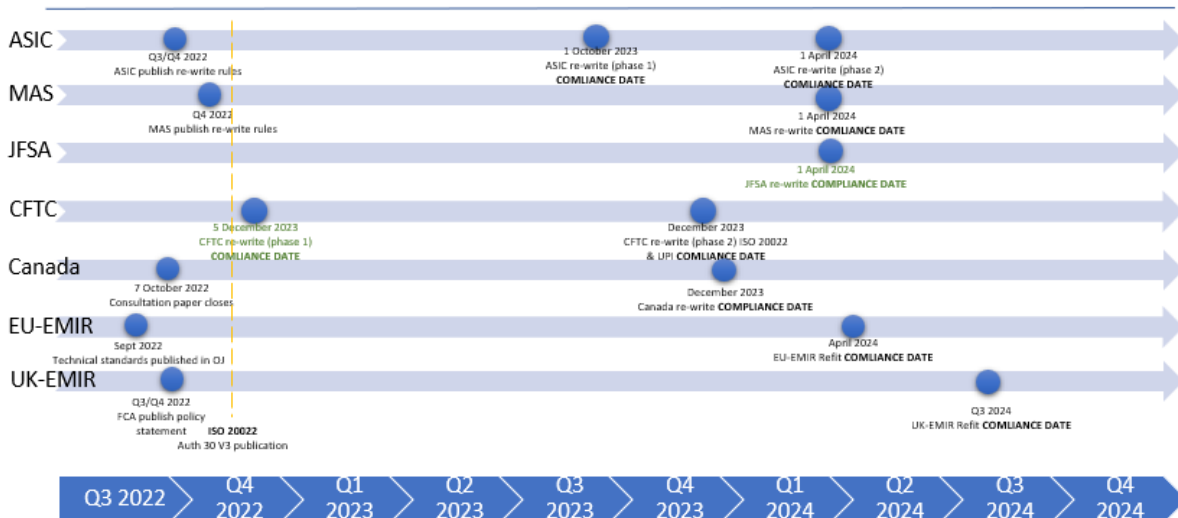 ASIC
Q3/Q4 2022
ASIC publish re-write rules
1 October 2023
ASIC re-write (phase 1)
COMLIANCE DATE
1 April 2024
ASIC re-write (phase 2)
COMLIANCE DATE
MAS
Q4 2022
MAS publish re-write rules
1 April 2024
MAS re-write COMLIANCE DATE
JFSA
1 April 2024
JFSA re-write COMPLIANCE DATE
CFTC
5 December 2023
CFTC re-write (phase 1)
COMLIANCE DATE
December 2023
CFTC re-write (phase 2) ISO 20022
& UPI COMLIANCE DATE
Canada
7 October 2022
Consultation paper closes
December 2023
Canada re-write COMPLIANCE DATE
EU-EMIR
Sept 2022
Technical standards published in OJ
April 2024
EU-EMIR Refit COMLIANCE DATE
UK-EMIR
Q3/Q4 2022
FCA publish policy
statement
ISO 20022
Auth 30 V3 publication
Q3 2024
UK-EMIR Refit COMLIANCE DATE
Q3 2022
Q4
2022
Q1
2023
Q2
2023
Q3
2023
Q4
2023
Q1
2024
Q2
2024
Q3
2024
Q4
2024